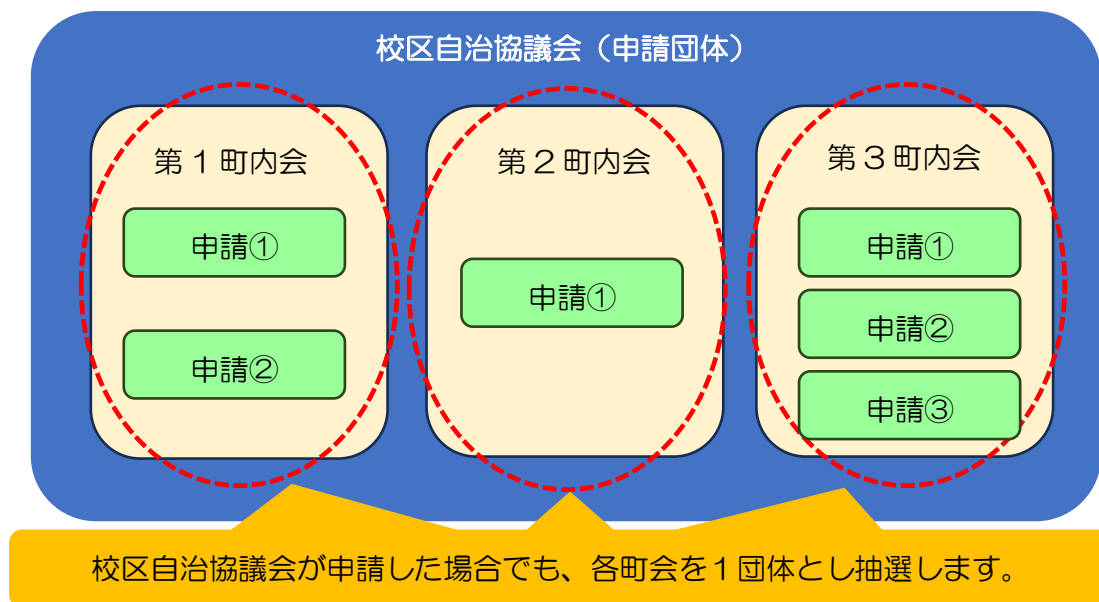 校区自治協議会（申請団体）
第１町内会
申請①
申請②
第２町内会
申請①
第３町内会
申請①
申請②
申請③
校区自治協議会が申請した場合でも、各町会を１団体とし抽選します。